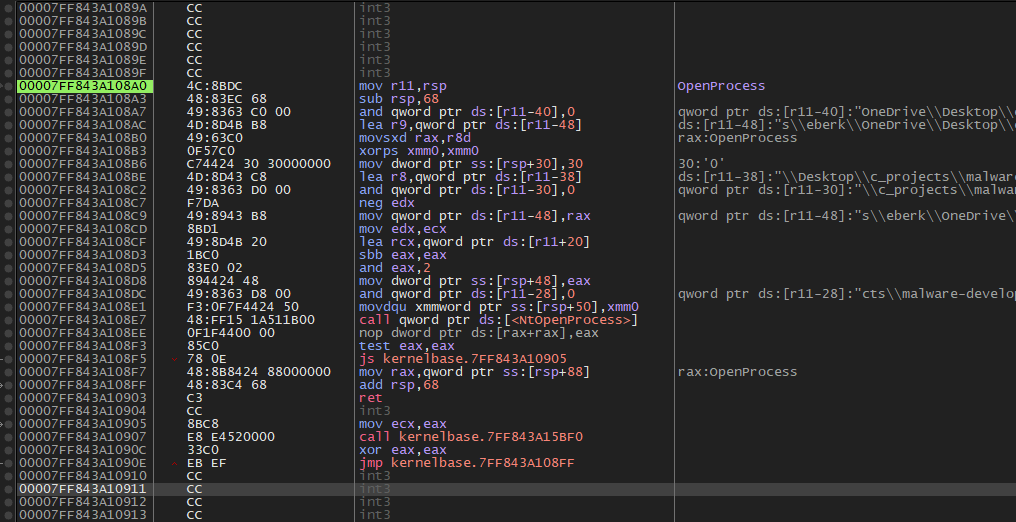 00007FF843A1089A CC int3
00007FF843A1089B CC int3
00007FF843A1089C CC int3
00007FF843A1089D CC int3
00007FF843A1089E CC int3
00007FF843A1089F CC int3
00007FF843A108A0 4C:8BDC mov r11,rsp OpenProcess
00007FF843A108A3 48:83EC 68 sub rsp,68
00007FF843A108A7 49:8363 C0 00 and qword ptr ds:[r11-40],0 qword ptr ds:[r11-40]:"OneDrive\\Desktop\\
00007FF843A108AC 4D:8D4B B8 lea r9,qword ptr ds:[r11-48] ds:[r11-48]:"s\\eberk\\OneDrive\\Desktop\\
00007FF843A108B0 49:63C0 movsxd rax,r8d rax:OpenProcess
00007FF843A108B3 0F57C0 xorps xmm0,xmm0
00007FF843A108B6 C74424 30 30000000 mov dword ptr ss:[rsp+30],30 30:'0'
00007FF843A108BE 4D:8D43 C8 lea r8,qword ptr ds:[r11-38] ds:[r11-38]:"\\Desktop\\c_projects\\malware
00007FF843A108C2 49:8363 D0 00 and qword ptr ds:[r11-30],0 qword ptr ds:[r11-30]:"\\c_projects\\malwar
00007FF843A108C7 F7DA neg edx
00007FF843A108C9 49:8943 B8 mov qword ptr ds:[r11-48],rax qword ptr ds:[r11-48]:"s\\eberk\\OneDrive\\
00007FF843A108CD 8BD1 mov edx,ecx
00007FF843A108CF 49:8D4B 20 lea rcx,qword ptr ds:[r11+20]
00007FF843A108D3 1BC0 sbb eax,eax
00007FF843A108D5 83E0 02 and eax,2
00007FF843A108D8 894424 48 mov dword ptr ss:[rsp+48],eax
00007FF843A108DC 49:8363 D8 00 and qword ptr ds:[r11-28],0 qword ptr ds:[r11-28]:"cts\\malware-develop
00007FF843A108E1 F3:0F7F4424 50 movdqu xmmword ptr ss:[rsp+50],xmm0
00007FF843A108E7 48:FF15 1A511B00 call qword ptr ds:[<NtOpenProcess>]
00007FF843A108EE 0F1F4400 00 nop dword ptr ds:[rax+rax],eax
00007FF843A108F3 85C0 test eax,eax
00007FF843A108F5 78 0E js kernelbase.7FF843A10905
00007FF843A108F7 48:8B8424 88000000 mov rax,qword ptr ss:[rsp+88] rax:OpenProcess
00007FF843A108FF 48:83C4 68 add rsp,68
00007FF843A10903 C3 ret
00007FF843A10904 CC int3
00007FF843A10905 8BC8 mov ecx,eax
00007FF843A10907 E8 E4520000 call kernelbase.7FF843A15BF0
00007FF843A1090C 33C0 xor eax,eax
00007FF843A1090E EB EF jmp kernelbase.7FF843A108FF
00007FF843A10910 CC int3
00007FF843A10911 CC int3
00007FF843A10912 CC int3
00007FF843A10913 CC int3